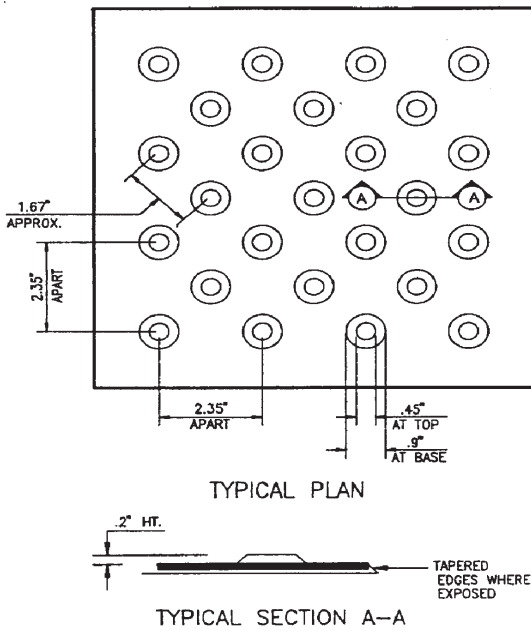 A A
1.67"
APPROX.
2.35"
APART
2.35"
APART
.45"
AT TOP
.9"
AT BASE
TYPICAL PLAN
.2" HT.
TAPERED
EDGES WHERE
EXPOSED
TYPICAL SECTION A-A